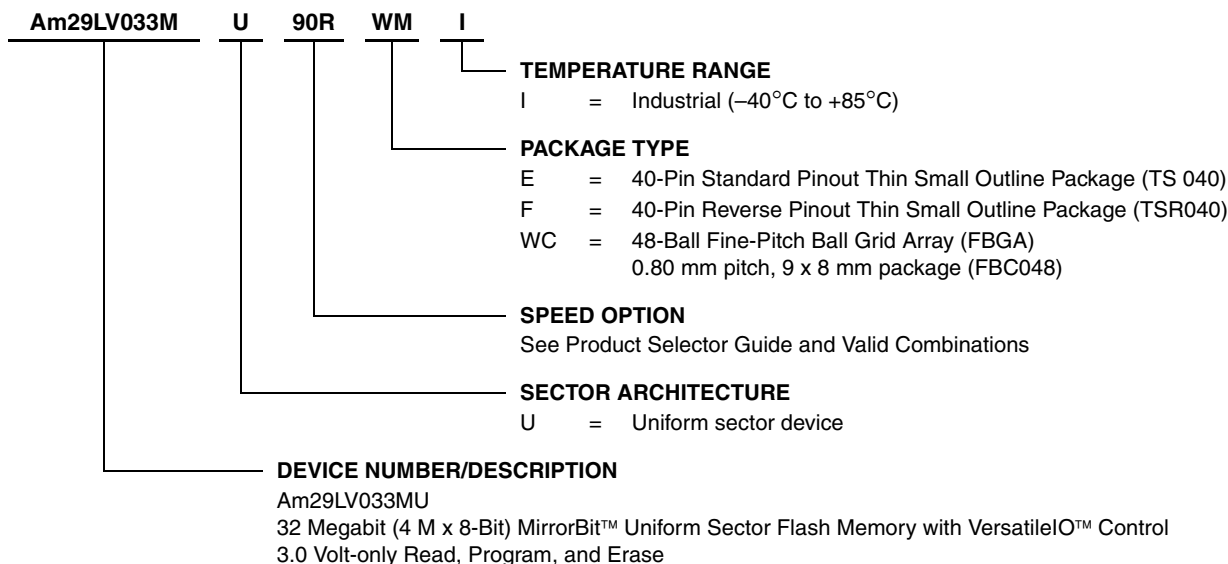 Am29LV033M U 90R WM I
TEMPERATURE RANGE
I = Industrial (–40°C to +85°C)
PACKAGE TYPE
E = 40-Pin Standard Pinout Thin Small Outline Package (TS 040)
F = 40-Pin Reverse Pinout Thin Small Outline Package (TSR040)
WC = 48-Ball Fine-Pitch Ball Grid Array (FBGA)
0.80 mm pitch, 9 x 8 mm package (FBC048)
SPEED OPTION
See Product Selector Guide and Valid Combinations
SECTOR ARCHITECTURE
U = Uniform sector device
DEVICE NUMBER/DESCRIPTION
Am29LV033MU
32 Megabit (4 M x 8-Bit) MirrorBit™ Uniform Sector Flash Memory with VersatileIO™ Control
3.0 Volt-only Read, Program, and Erase